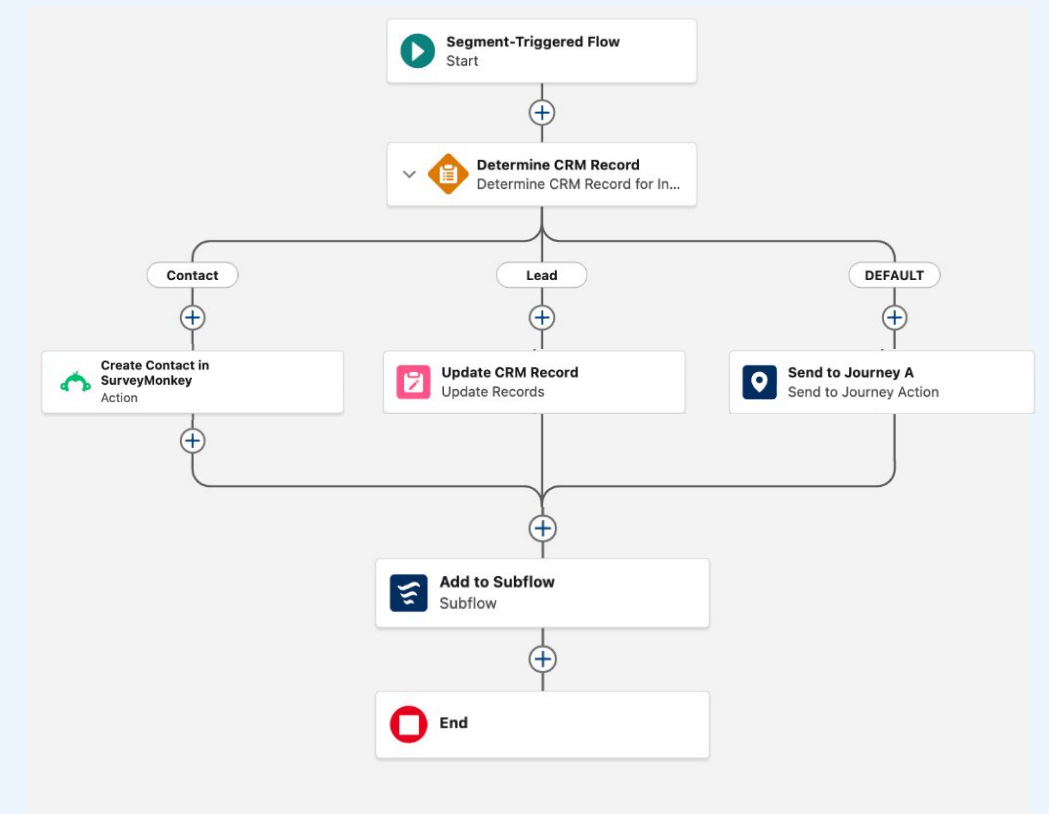 Segment-Triggered Flow
Start
Determine CRM Record
Determine CRM Record for In...
Contact
Lead
DEFAULT
Create Contact in
SurveyMonkey
Action
Update CRM Record
Update Records
Send to Journey A
Send to Journey Action
Add to Subflow
Subflow
End